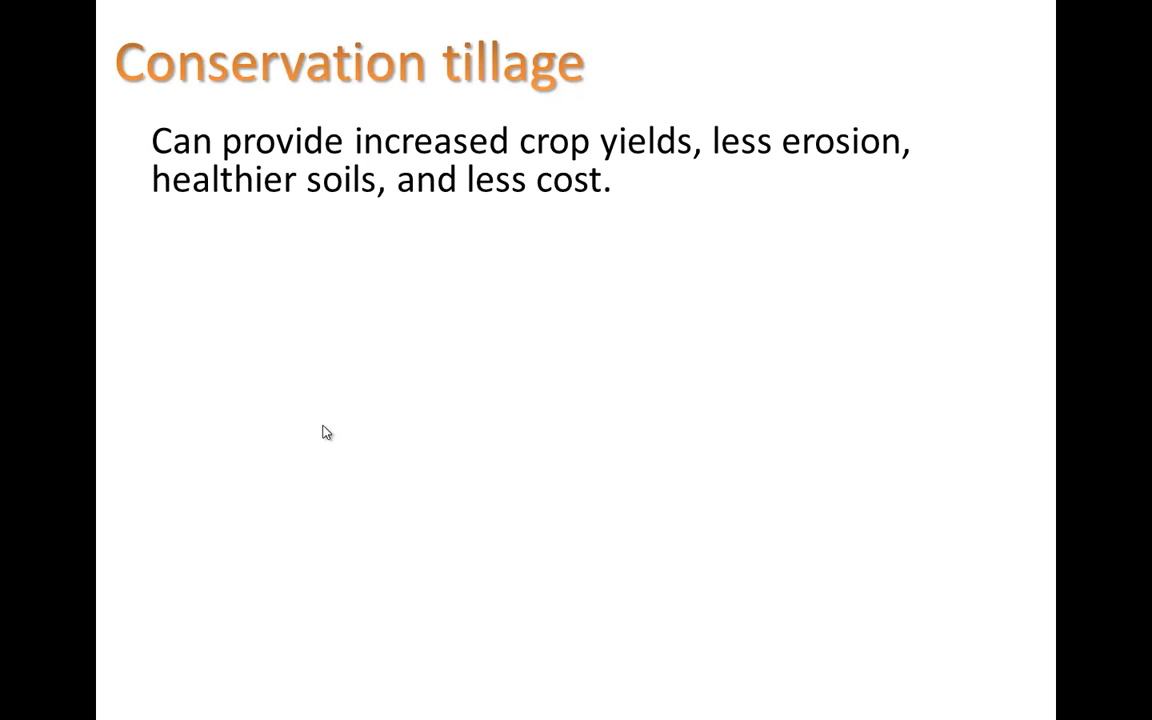 Conservation tillage
Can provide increased crop yields, less erosion,
healthier soils, and less cost.